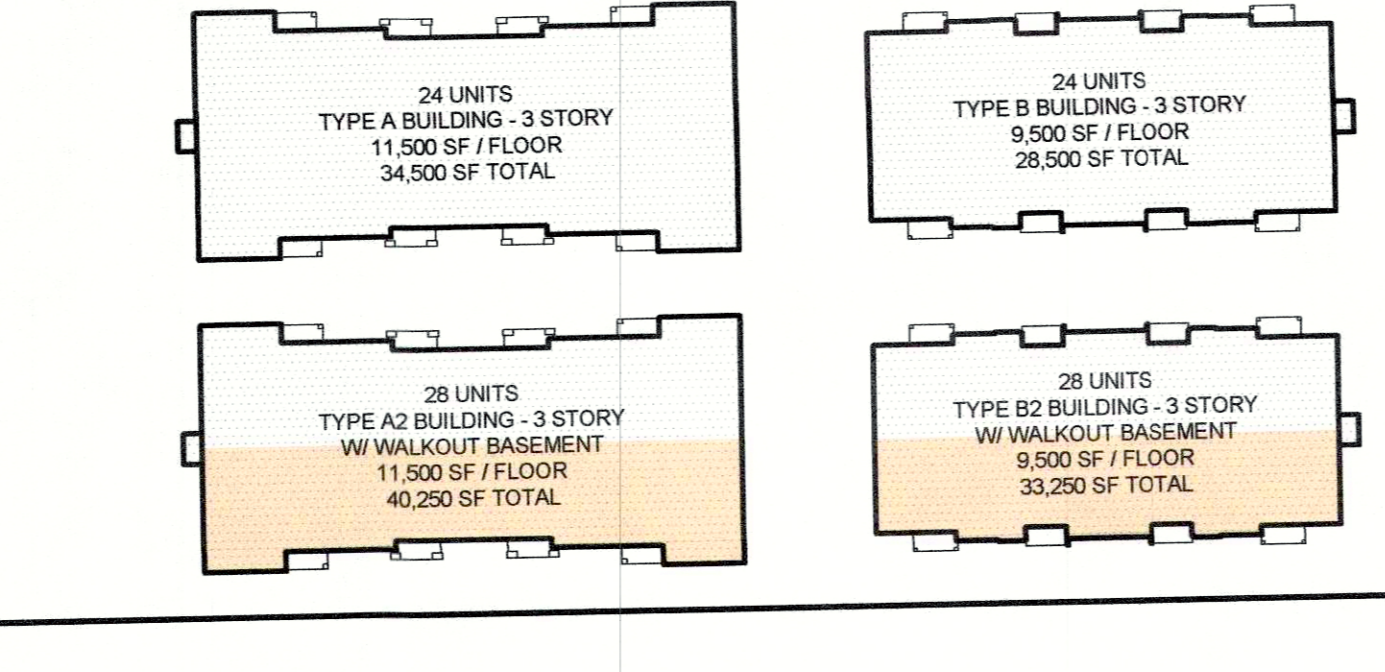 24 UNITS
TYPE A BUILDING - 3 STORY
11,500 SF / FLOOR
34,500 SF TOTAL
24 UNITS
TYPE B BUILDING - 3 STORY
9,500 SF / FLOOR
28,500 SF TOTAL
28 UNITS
TYPE A2 BUILDING - 3 STORY
W/ WALKOUT BASEMENT
11,500 SF / FLOOR
40,250 SF TOTAL
28 UNITS
TYPE B2 BUILDING - 3 STORY
W/ WALKOUT BASEMENT
9,500 SF / FLOOR
33,250 SF TOTAL